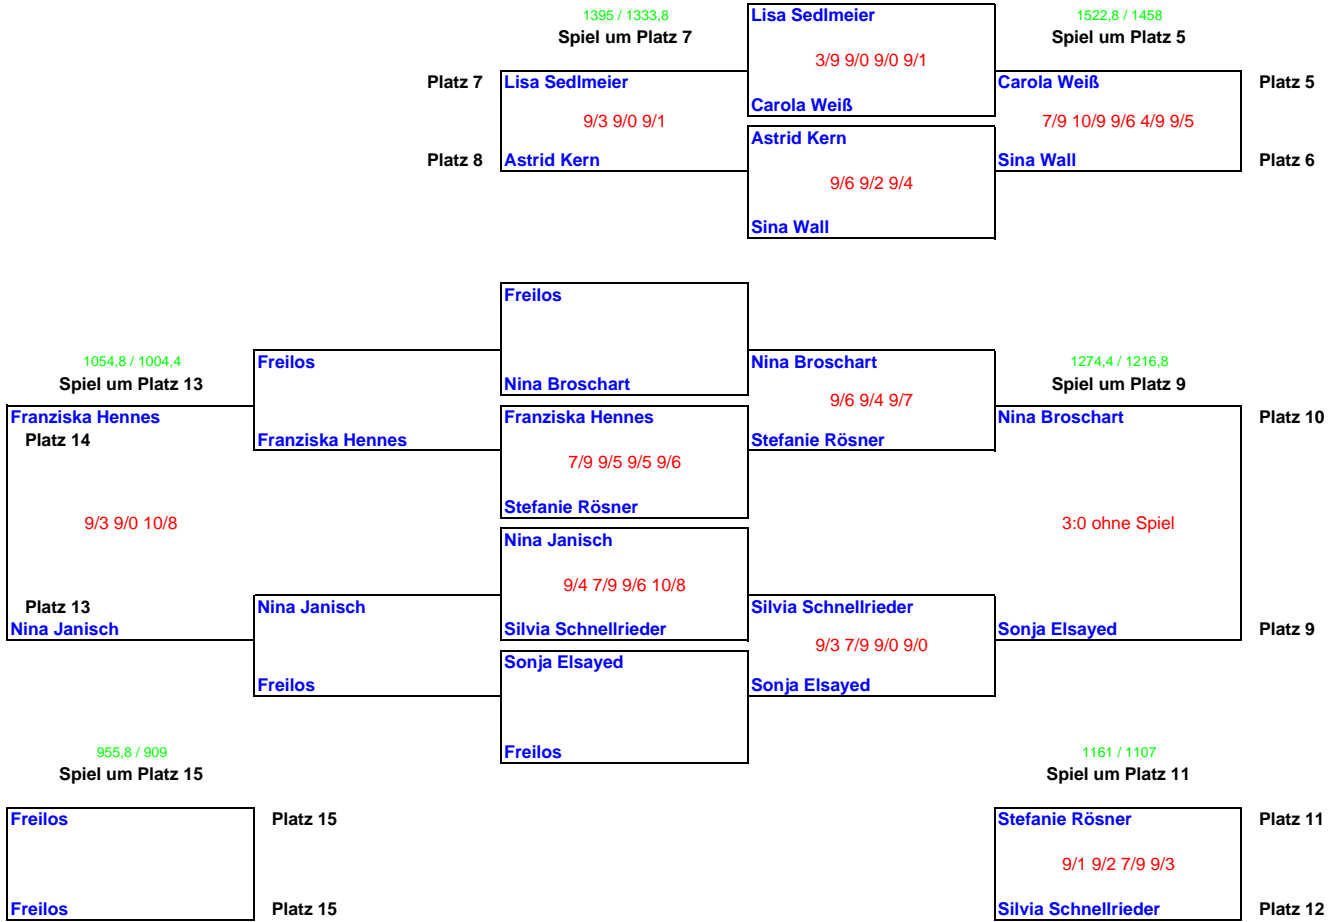 1395 / 1333,8 Lisa Sedlmeier 1522,8 / 1458
Spiel um Platz 7 Spiel um Platz 5
3/9 9/0 9/0 9/1
Platz 7 Lisa Sedlmeier Carola Weiß Platz 5
Carola Weiß
9/3 9/0 9/1 7/9 10/9 9/6 4/9 9/5
Astrid Kern
Platz 8 Astrid Kern Sina Wall Platz 6
9/6 9/2 9/4
Sina Wall
Freilos
1054,8 / 1004,4 Freilos Nina Broschart 1274,4 / 1216,8
Spiel um Platz 13 Nina Broschart Spiel um Platz 9
9/6 9/4 9/7
Franziska Hennes Franziska Hennes Nina Broschart Platz 10
Platz 14 Franziska Hennes Stefanie Rösner
7/9 9/5 9/5 9/6
Stefanie Rösner
9/3 9/0 10/8 3:0 ohne Spiel
Nina Janisch
9/4 7/9 9/6 10/8
Platz 13 Nina Janisch Silvia Schnellrieder
Nina Janisch Silvia Schnellrieder Sonja Elsayed Platz 9
9/3 7/9 9/0 9/0
Sonja Elsayed
Freilos Sonja Elsayed
955,8 / 909 Freilos 1161 / 1107
Spiel um Platz 15 Spiel um Platz 11
Freilos Platz 15 Stefanie Rösner Platz 11
9/1 9/2 7/9 9/3
Freilos Platz 15 Silvia Schnellrieder Platz 12